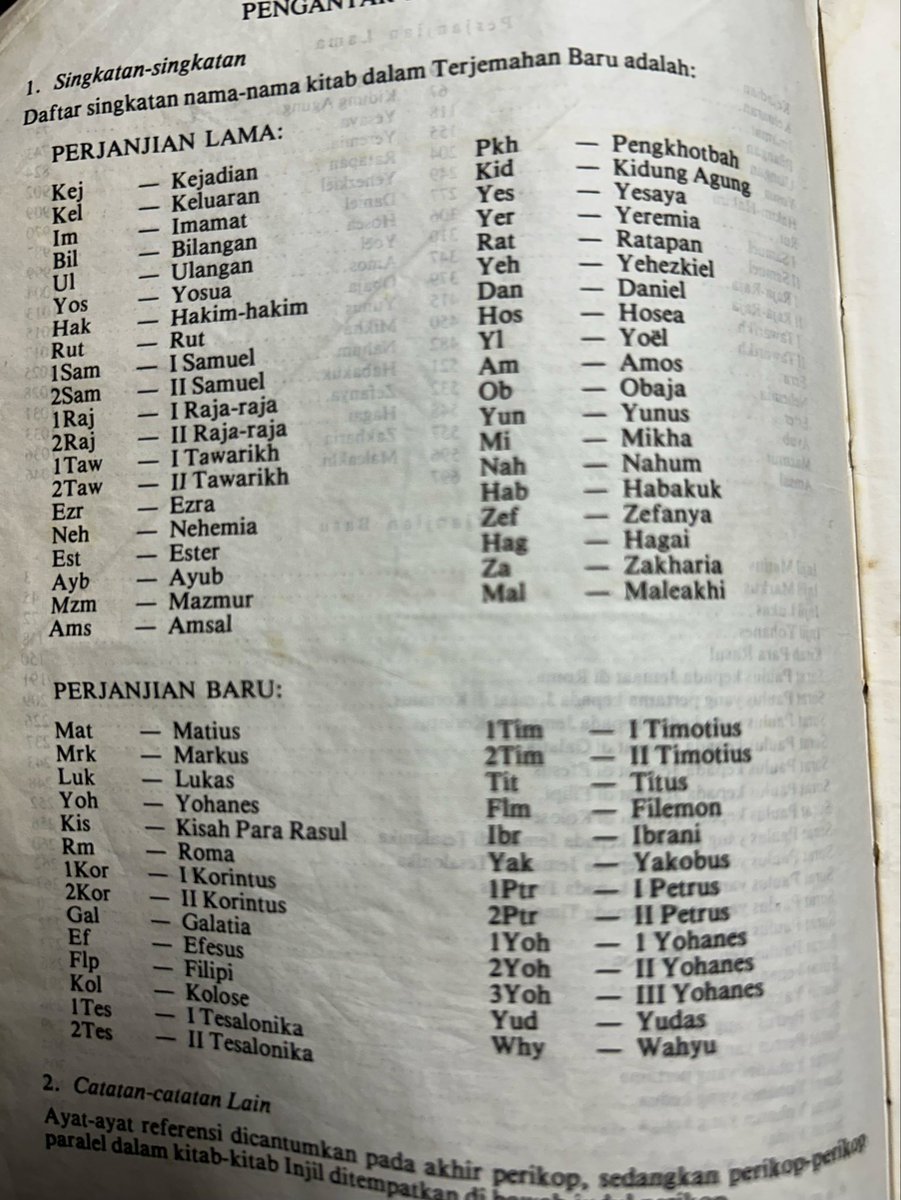 PENGANTAR
1. Singkatan-singkatan
Daftar singkatan nama-nama kitab dalam Terjemahan Baru adalah:
PERJANJIAN LAMA:
Kej — Kejadian
Kel — Keluaran
Im — Imamat
Bil — Bilangan
Ul — Ulangan
Yos — Yosua
Hak — Hakim-hakim
Rut — Rut
1Sam — I Samuel
2Sam — II Samuel
1Raj — I Raja-raja
2Raj — II Raja-raja
1Taw — I Tawarikh
2Taw — II Tawarikh
Ezr — Ezra
Neh — Nehemia
Est — Ester
Ayb — Ayub
Mzm — Mazmur
Ams — Amsal
Pkh — Pengkhotbah
Kid — Kidung Agung
Yes — Yesaya
Yer — Yeremia
Rat — Ratapan
Yeh — Yehezkiel
Dan — Daniel
Hos — Hosea
Yl — Yoël
Am — Amos
Ob — Obaja
Yun — Yunus
Mi — Mikha
Nah — Nahum
Hab — Habakuk
Zef — Zefanya
Hag — Hagai
Za — Zakharia
Mal — Maleakhi
PERJANJIAN BARU:
Mat — Matius
Mrk — Markus
Luk — Lukas
Yoh — Yohanes
Kis — Kisah Para Rasul
Rm — Roma
1Kor — I Korintus
2Kor — II Korintus
Gal — Galatia
Ef — Efesus
Flp — Filipi
Kol — Kolose
1Tes — I Tesalonika
2Tes — II Tesalonika
1Tim — I Timotius
2Tim — II Timotius
Tit — Titus
Flm — Filemon
Ibr — Ibrani
Yak — Yakobus
1Ptr — I Petrus
2Ptr — II Petrus
1Yoh — I Yohanes
2Yoh — II Yohanes
3Yoh — III Yohanes
Yud — Yudas
Why — Wahyu
2. Catatan-catatan Lain
Ayat-ayat referensi dicantumkan pada akhir perikop, sedangkan perikop-perikop
paralel dalam kitab-kitab Injil ditempatkan di